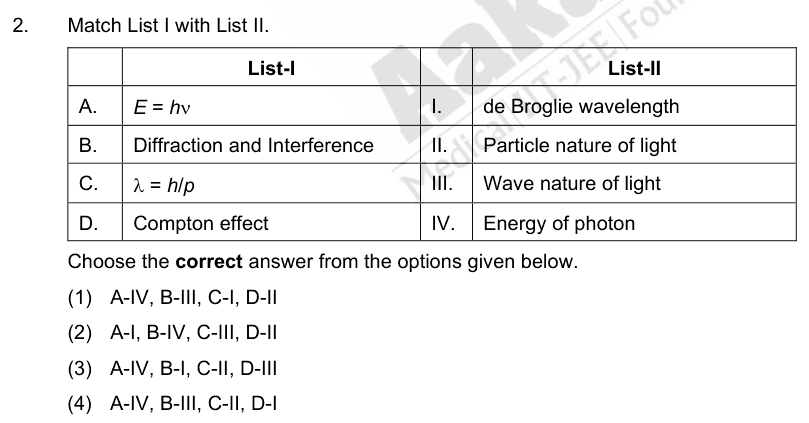 2. Match List I with List II.
List-I List-II
A. E = hν I. de Broglie wavelength
B. Diffraction and Interference II. Particle nature of light
C. λ = h/p III. Wave nature of light
D. Compton effect IV. Energy of photon
Choose the correct answer from the options given below.
(1) A-IV, B-III, C-I, D-II
(2) A-I, B-IV, C-III, D-II
(3) A-IV, B-I, C-II, D-III
(4) A-IV, B-III, C-II, D-I